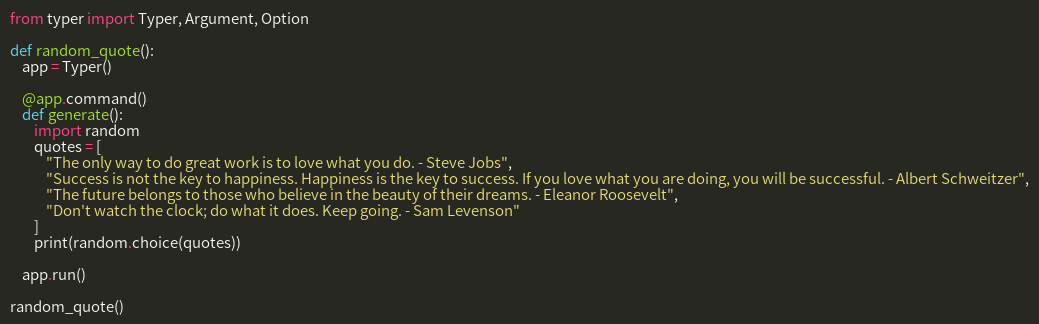 from typer import Typer, Argument, Option
def random_quote():
app = Typer()
@app.command()
def generate():
import random
quotes = [
"The only way to do great work is to love what you do. - Steve Jobs",
"Success is not the key to happiness. Happiness is the key to success. If you love what you are doing, you will be successful. - Albert Schweitzer",
"The future belongs to those who believe in the beauty of their dreams. - Eleanor Roosevelt",
"Don't watch the clock; do what it does. Keep going. - Sam Levenson"
]
print(random.choice(quotes))
app.run()
random_quote()